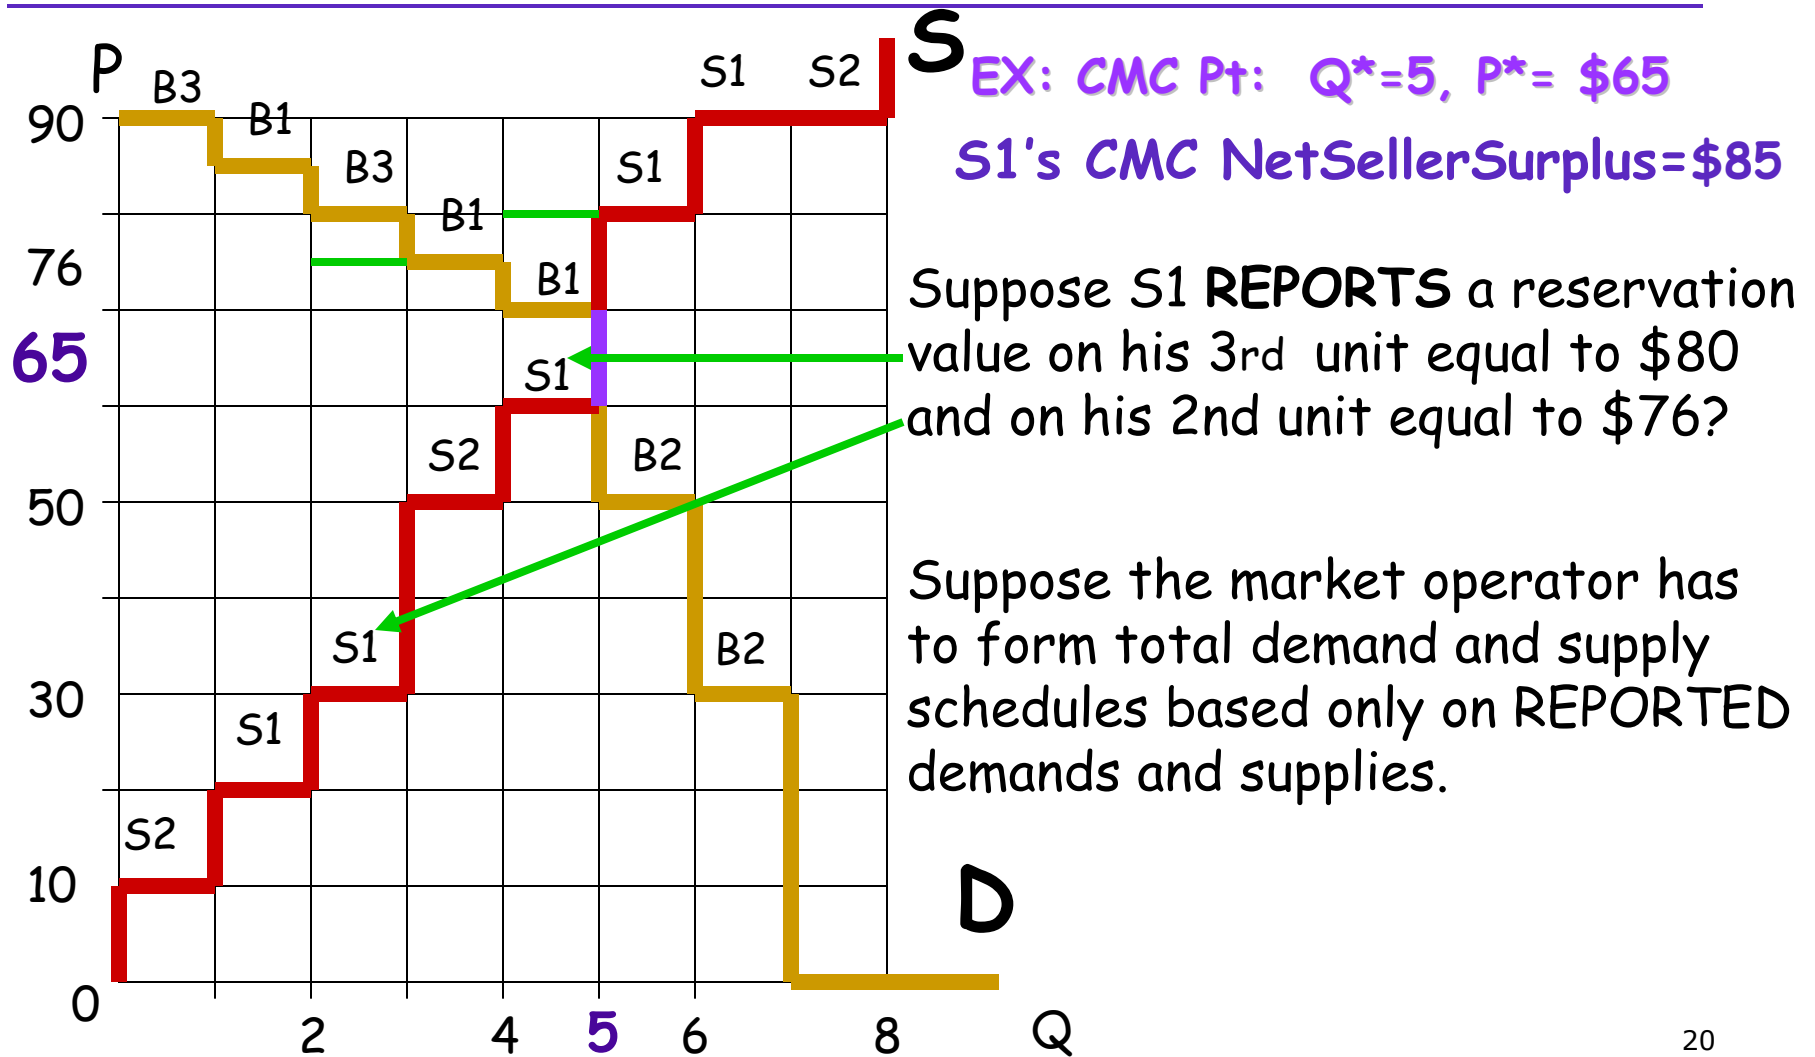 S
P
EX: CMC Pt: Q*=5, P*= $65
S1's CMC NetSellerSurplus=$85
B3
B1
B3
B1
B1
S1
S2
S1
90
76
65
50
30
10
0
Suppose S1 REPORTS a reservation
value on his 3rd unit equal to $80
and on his 2nd unit equal to $76?
S1
S2
B2
S1
B2
S1
S2
Suppose the market operator has
to form total demand and supply
schedules based only on REPORTED
demands and supplies.
D
2
4
5
6
8
Q
20